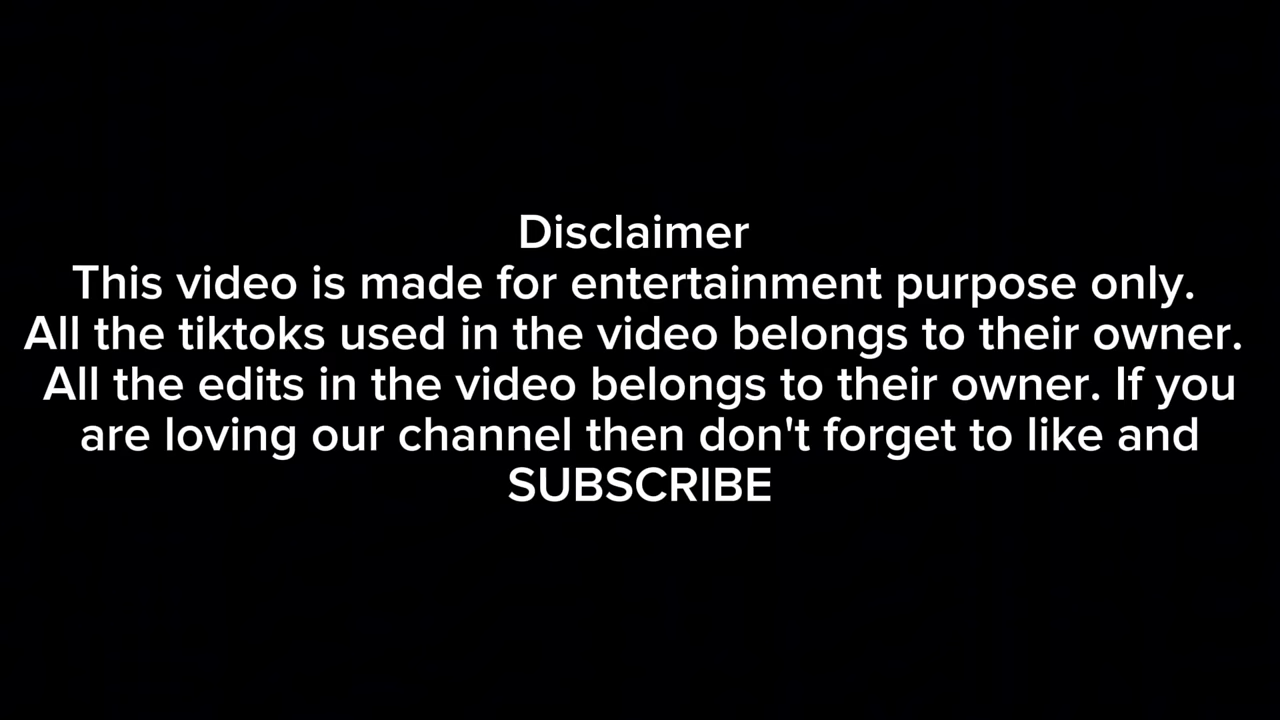 Disclaimer
This video is made for entertainment purpose only.
All the tiktoks used in the video belongs to their owner.
All the edits in the video belongs to their owner. If you
are loving our channel then don't forget to like and
SUBSCRIBE